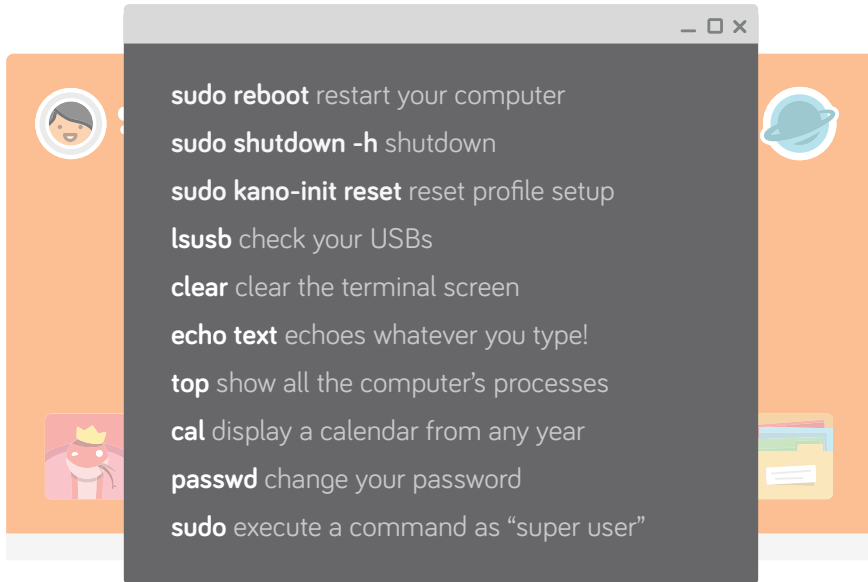 sudo reboot restart your computer
sudo shutdown -h shutdown
sudo kano-init reset reset profile setup
lsusb check your USBs
clear clear the terminal screen
echo text echoes whatever you type!
top show all the computer’s processes
cal display a calendar from any year
passwd change your password
sudo execute a command as “super user”